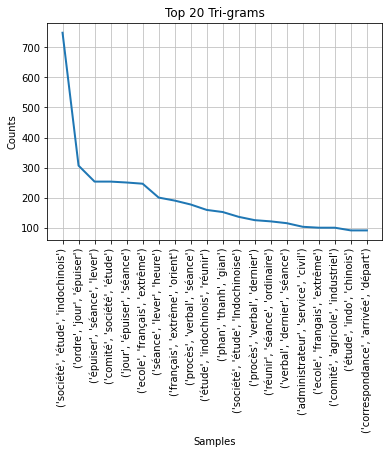 Top 20 Tri-grams
Counts
700
600
500
400
300
200
100
('société', 'étude', 'indochinois')
('ordre', 'jour', 'épuiser')
('épuiser', 'séance', 'lever')
('comité', 'société', 'étude')
('jour', 'épuiser', 'séance')
('ecole', 'français', 'extrême')
('séance', 'lever', 'heure')
('français', 'extrême', 'orient')
('procès', 'verbal', 'séance')
('étude', 'indochinois', 'réunir')
('phan', 'thanh', 'gian')
('société', 'étude', 'Indochinoise')
('procès', 'verbal', 'dernier')
('réunir', 'séance', 'ordinaire')
('verbal', 'dernier', 'séance')
('administrateur', 'service', 'civil')
('ecole', 'frangais', 'extrême')
('comité', 'agricole', 'industriel')
('étude', 'indo', 'chinois')
('correspondance', 'arrivée', 'départ')
Samples